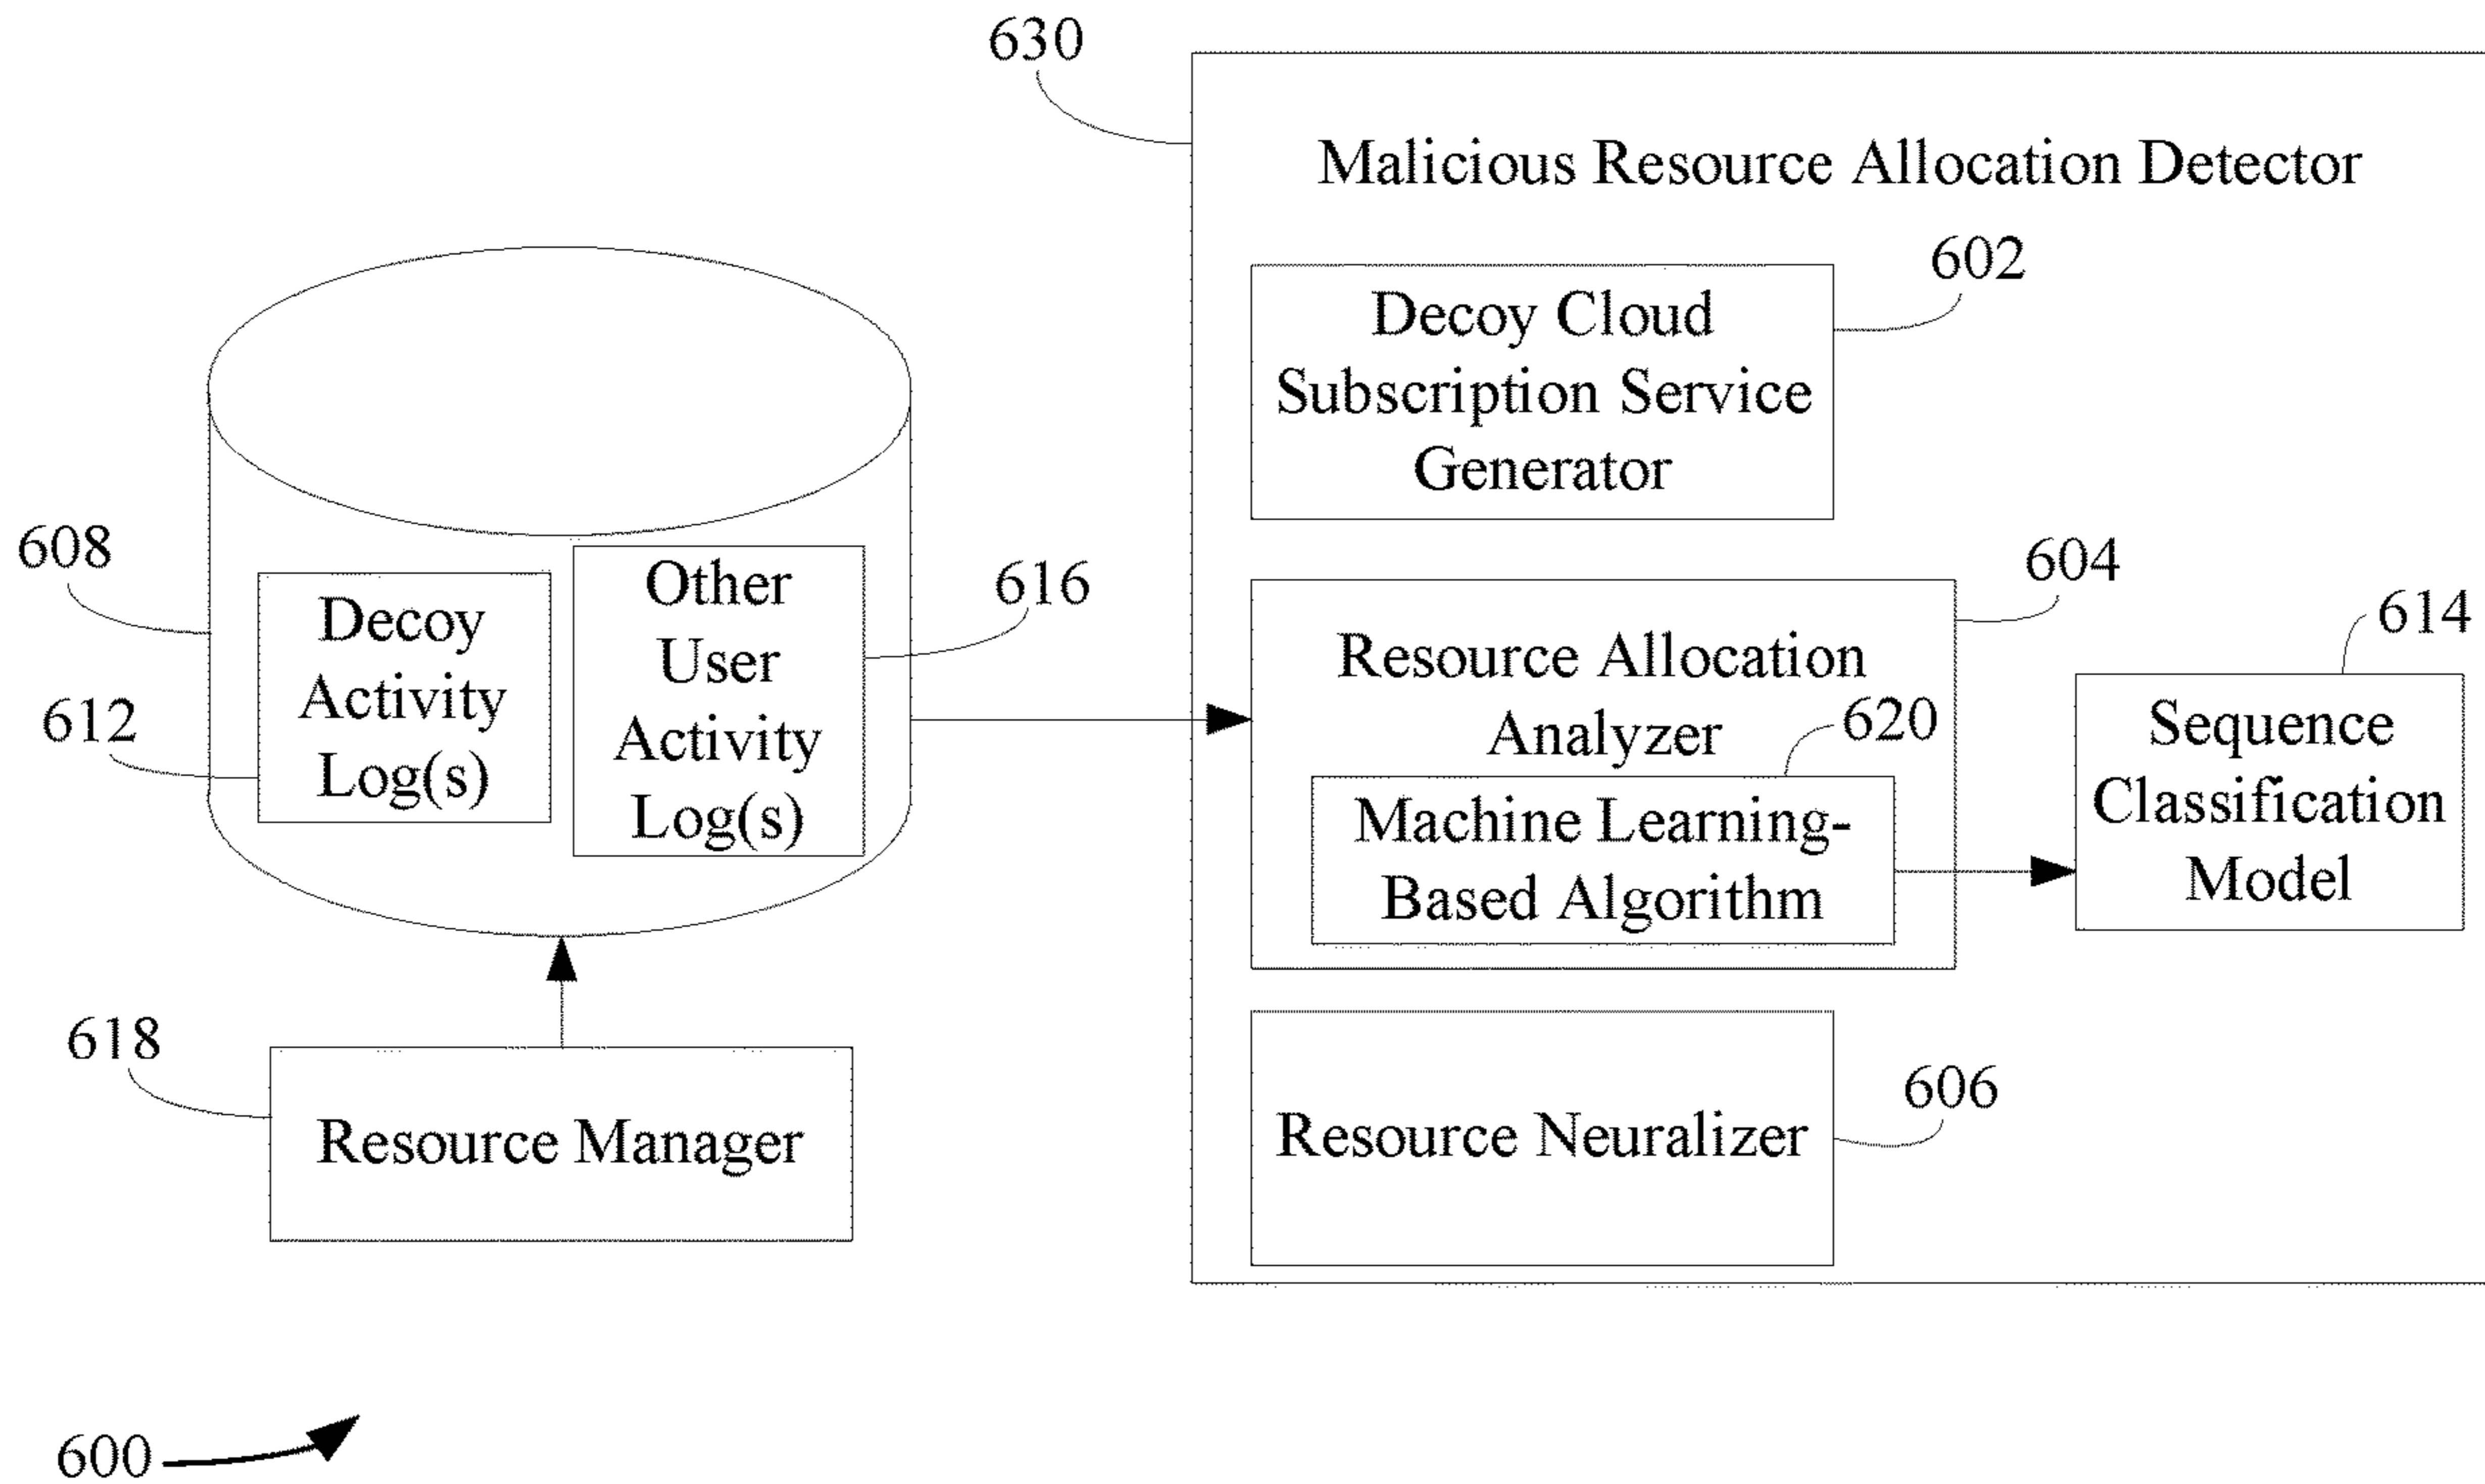 630
Malicious Resource Allocation Detector
602
Decoy Cloud
Subscription Service
Generator
608
Decoy
Activity
Log(s)
612
Other
User
Activity
Log(s)
616
604
Resource Allocation
Analyzer
620
Machine Learning-
Based Algorithm
614
Sequence
Classification
Model
618
Resource Manager
606
Resource Neuralizer
600